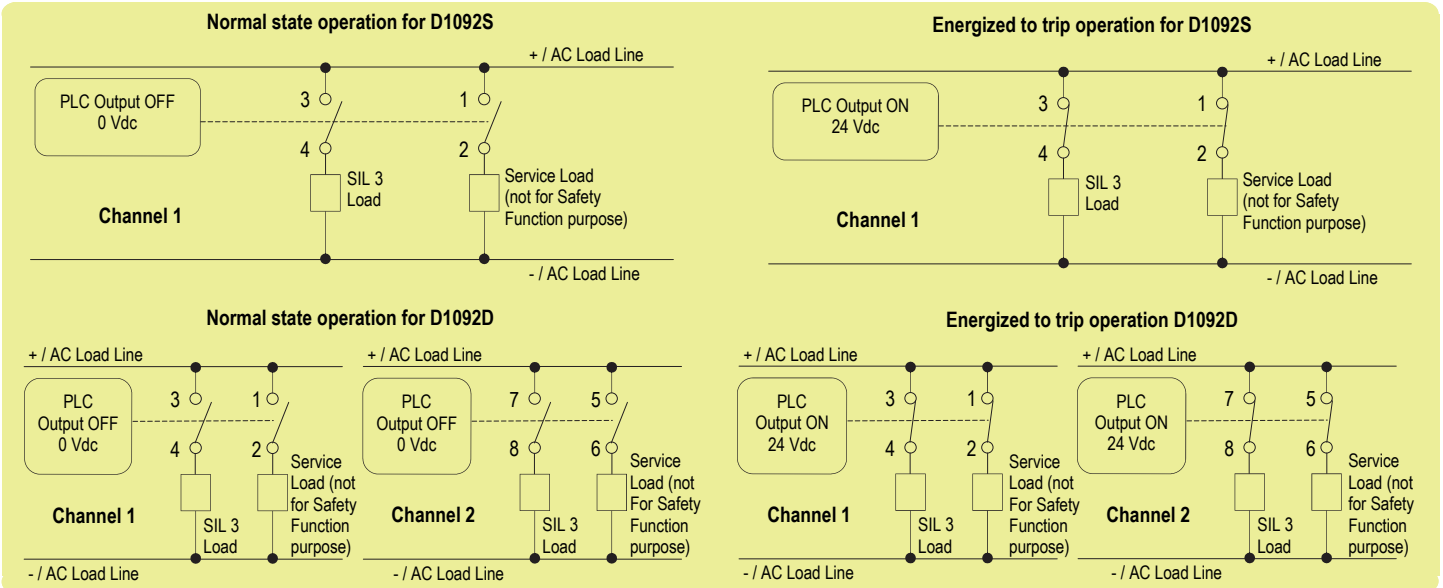 Normal state operation for D1092S
+ / AC Load Line
PLC Output OFF
0 Vdc
3
1
4
2
SIL 3
Load
Service Load
(not for Safety
Function purpose)
Channel 1
- / AC Load Line
Energized to trip operation for D1092S
+ / AC Load Line
PLC Output ON
24 Vdc
3
1
4
2
SIL 3
Load
Service Load
(not for Safety
Function purpose)
Channel 1
- / AC Load Line
Normal state operation for D1092D
+ / AC Load Line
PLC
Output OFF
0 Vdc
3
1
4
2
Service
Load (not
for Safety
Function
purpose)
Channel 1
SIL 3
Load
- / AC Load Line
+ / AC Load Line
PLC
Output OFF
0 Vdc
7
5
8
6
Service
Load (not
For Safety
Function
purpose)
Channel 2
SIL 3
Load
- / AC Load Line
Energized to trip operation D1092D
+ / AC Load Line
PLC
Output ON
24 Vdc
3
1
4
2
Service
Load (not
For Safety
Function
purpose)
Channel 1
SIL 3
Load
- / AC Load Line
+ / AC Load Line
PLC
Output ON
24 Vdc
7
5
8
6
Service
Load (not
for Safety
Function
purpose)
Channel 2
SIL 3
Load
- / AC Load Line